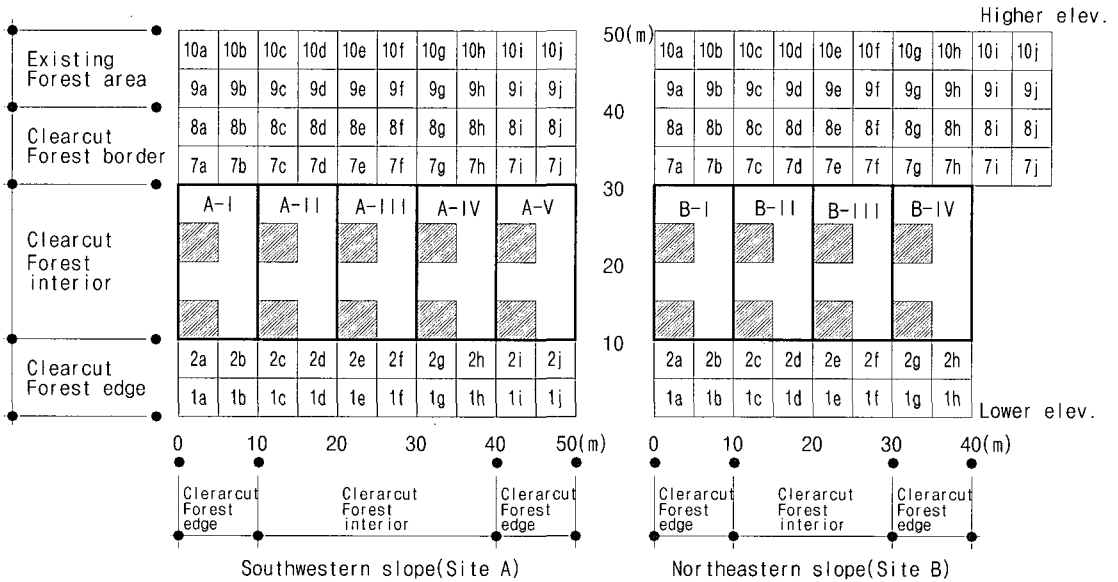 Higher elev.
Existing
Forest area
10a 10b 10c 10d 10e 10f 10g 10h 10i 10j
50(m)
10a 10b 10c 10d 10e 10f 10g 10h 10i 10j
9a 9b 9c 9d 9e 9f 9g 9h 9i 9j
9a 9b 9c 9d 9e 9f 9g 9h 9i 9j
40
Clearcut
Forest border
8a 8b 8c 8d 8e 8f 8g 8h 8i 8j
8a 8b 8c 8d 8e 8f 8g 8h 8i 8j
7a 7b 7c 7d 7e 7f 7g 7h 7i 7j
7a 7b 7c 7d 7e 7f 7g 7h 7i 7j
30
Clearcut
Forest
interior
A-I A-II A-III A-IV A-V
B-I B-II B-III B-IV
20
10
Clearcut
Forest edge
2a 2b 2c 2d 2e 2f 2g 2h 2i 2j
2a 2b 2c 2d 2e 2f 2g 2h
1a 1b 1c 1d 1e 1f 1g 1h 1i 1j
1a 1b 1c 1d 1e 1f 1g 1h
Lower elev.
0 10 20 30 40 50(m)
0 10 20 30 40(m)
Clerarcut
Forest
edge
Clerarcut
Forest
interior
Clerarcut
Forest
edge
Clerarcut
Forest
edge
Clerarcut
Forest
interior
Clerarcut
Forest
edge
Southwestern slope(Site A)
Northeastern slope(Site B)